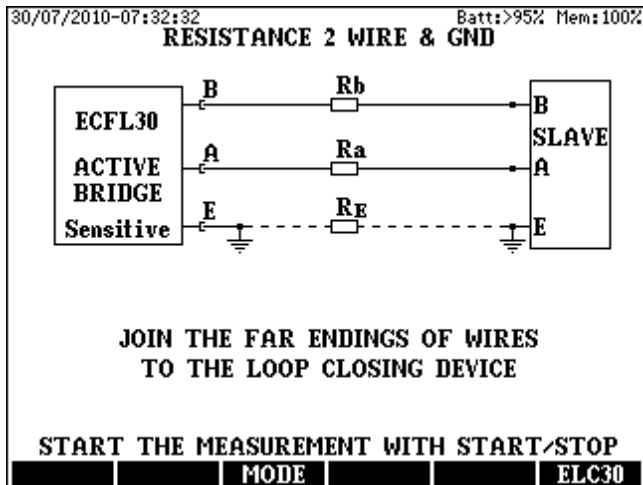 30/07/2010-07:32:32 Batt:>95% Mem:100%
RESISTANCE 2 WIRE & GND
B Rb B
ECFL30 SLAVE
ACTIVE A Ra A
BRIDGE
Sensitive E RE E
JOIN THE FAR ENDINGS OF WIRES
TO THE LOOP CLOSING DEVICE
START THE MEASUREMENT WITH START/STOP
MODE ELC30